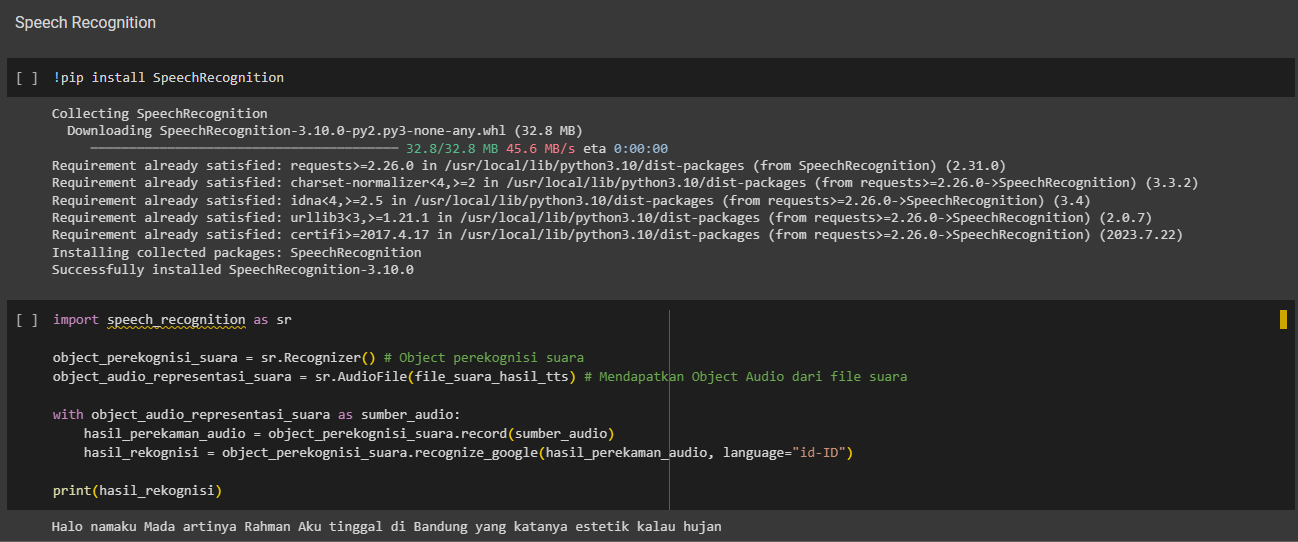 Speech Recognition
[ ] !pip install SpeechRecognition
Collecting SpeechRecognition
Downloading SpeechRecognition-3.10.0-py2.py3-none-any.whl (32.8 MB)
32.8/32.8 MB 45.6 MB/s eta 0:00:00
Requirement already satisfied: requests>=2.26.0 in /usr/local/lib/python3.10/dist-packages (from SpeechRecognition) (2.31.0)
Requirement already satisfied: charset-normalizer<4,>=2 in /usr/local/lib/python3.10/dist-packages (from requests>=2.26.0->SpeechRecognition) (3.3.2)
Requirement already satisfied: idna<4,>=2.5 in /usr/local/lib/python3.10/dist-packages (from requests>=2.26.0->SpeechRecognition) (3.4)
Requirement already satisfied: urllib3<3,>=1.21.1 in /usr/local/lib/python3.10/dist-packages (from requests>=2.26.0->SpeechRecognition) (2.0.7)
Requirement already satisfied: certifi>=2017.4.17 in /usr/local/lib/python3.10/dist-packages (from requests>=2.26.0->SpeechRecognition) (2023.7.22)
Installing collected packages: SpeechRecognition
Successfully installed SpeechRecognition-3.10.0
[ ] import speech_recognition as sr
object_perekognisi_suara = sr.Recognizer() # Object perekognisi suara
object_audio_representasi_suara = sr.AudioFile(file_suara_hasil_tts) # Mendapatkan Object Audio dari file suara
with object_audio_representasi_suara as sumber_audio:
hasil_perekaman_audio = object_perekognisi_suara.record(sumber_audio)
hasil_rekognisi = object_perekognisi_suara.recognize_google(hasil_perekaman_audio, language="id-ID")
print(hasil_rekognisi)
Halo namaku Mada artinya Rahman Aku tinggal di Bandung yang katanya estetik kalau hujan